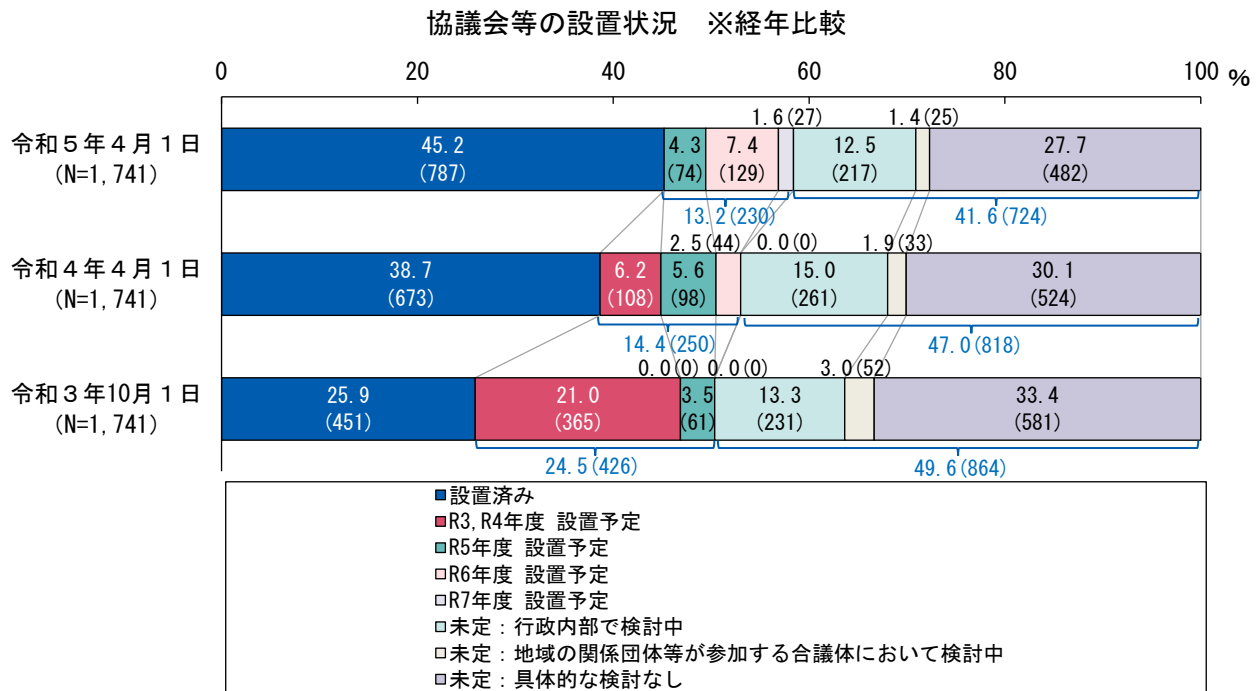 協議会等の設置状況　※経年比較
0 20 40 60 80 100 %
1.6(27) 1.4(25)
令和５年４月１日
(N=1,741)
45.2 4.3 7.4 12.5 27.7
(787) (74) (129) (217) (482)
13.2(230) 41.6(724)
2.5(44) 0.0(0) 1.9(33)
令和４年４月１日
(N=1,741)
38.7 6.2 5.6 15.0 30.1
(673) (108) (98) (261) (524)
14.4(250) 47.0(818)
0.0(0) 0.0(0) 3.0(52)
令和３年10月１日
(N=1,741)
25.9 21.0 3.5 13.3 33.4
(451) (365) (61) (231) (581)
24.5(426) 49.6(864)
設置済み
R3,R4年度 設置予定
R5年度 設置予定
R6年度 設置予定
R7年度 設置予定
未定：行政内部で検討中
未定：地域の関係団体等が参加する合議体において検討中
未定：具体的な検討なし